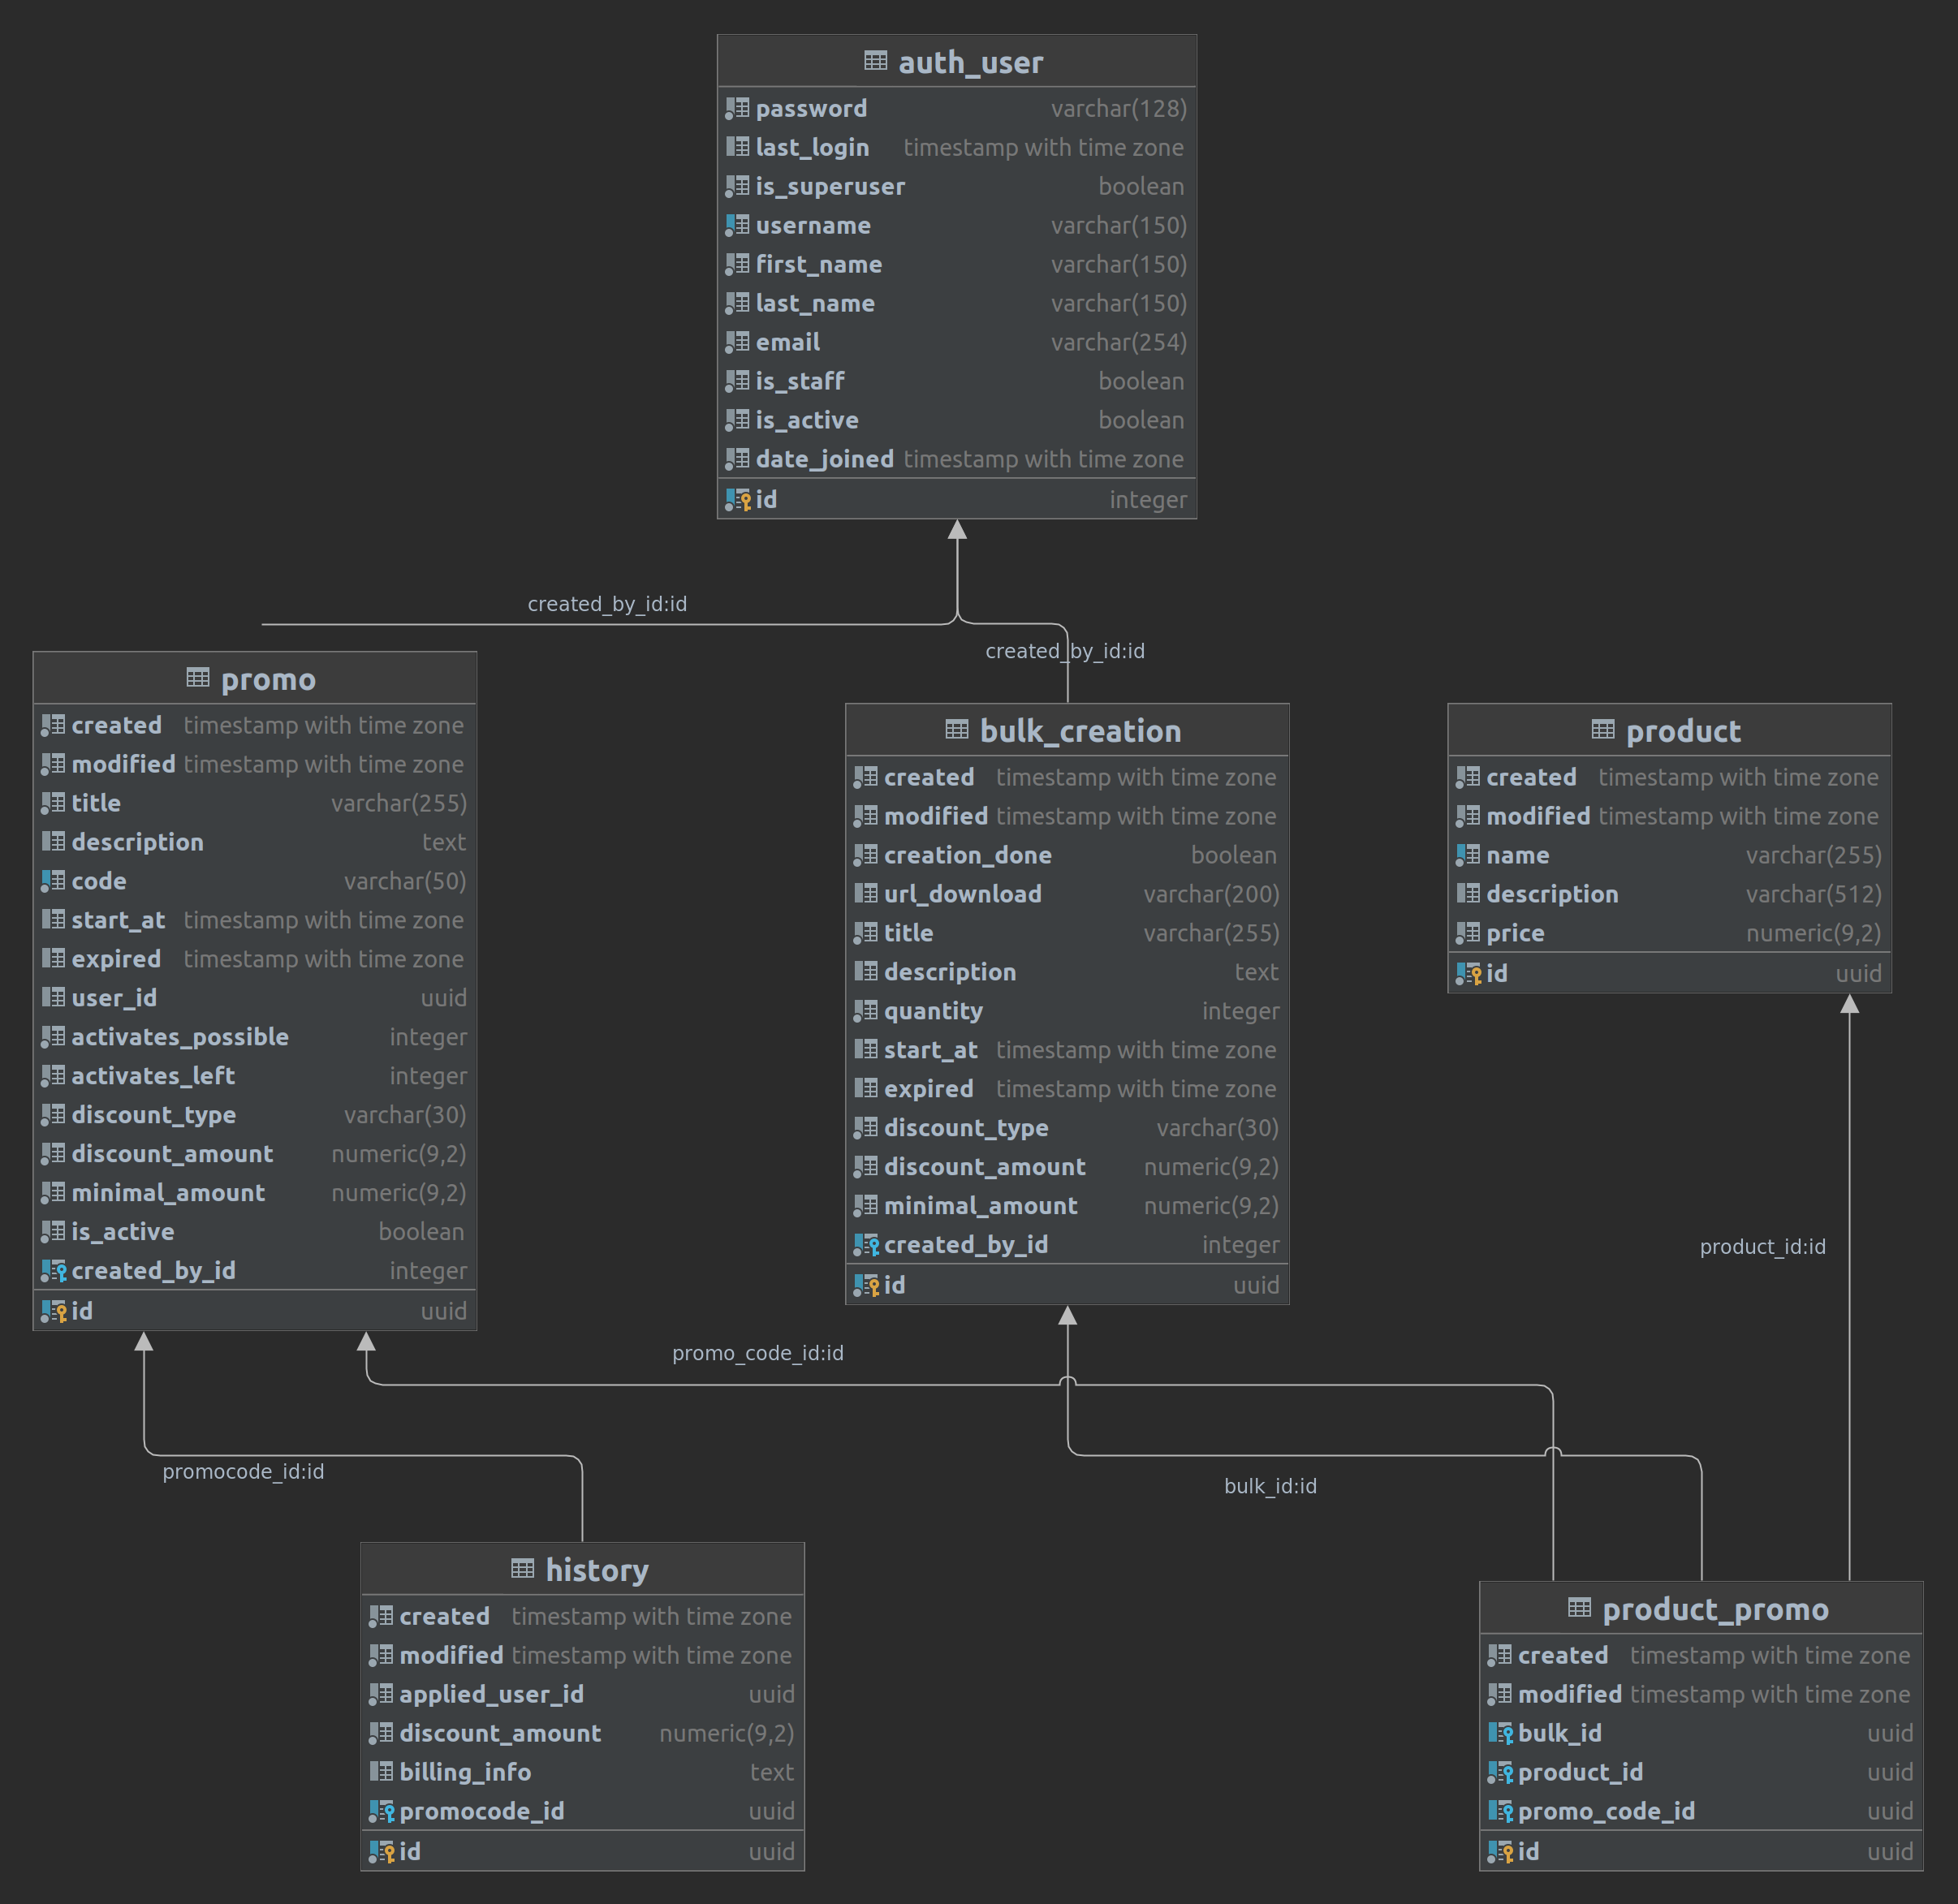 auth_user
password varchar(128)
last_login timestamp with time zone
is_superuser boolean
username varchar(150)
first_name varchar(150)
last_name varchar(150)
email varchar(254)
is_staff boolean
is_active boolean
date_joined timestamp with time zone
id integer
created_by_id:id
created_by_id:id
promo
created timestamp with time zone
modified timestamp with time zone
title varchar(255)
description text
code varchar(50)
start_at timestamp with time zone
expired timestamp with time zone
user_id uuid
activates_possible integer
activates_left integer
discount_type varchar(30)
discount_amount numeric(9,2)
minimal_amount numeric(9,2)
is_active boolean
created_by_id integer
id uuid
bulk_creation
created timestamp with time zone
modified timestamp with time zone
creation_done boolean
url_download varchar(200)
title varchar(255)
description text
quantity integer
start_at timestamp with time zone
expired timestamp with time zone
discount_type varchar(30)
discount_amount numeric(9,2)
minimal_amount numeric(9,2)
created_by_id integer
id uuid
product
created timestamp with time zone
modified timestamp with time zone
name varchar(255)
description varchar(512)
price numeric(9,2)
id uuid
product_id:id
promo_code_id:id
promocode_id:id
bulk_id:id
history
created timestamp with time zone
modified timestamp with time zone
applied_user_id uuid
discount_amount numeric(9,2)
billing_info text
promocode_id uuid
id uuid
product_promo
created timestamp with time zone
modified timestamp with time zone
bulk_id uuid
product_id uuid
promo_code_id uuid
id uuid